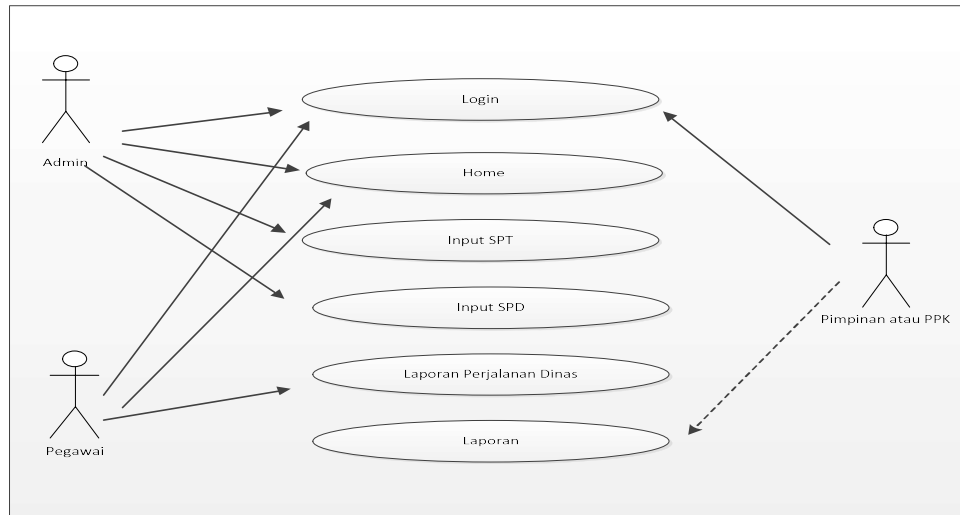 Login
Admin
Home
Input SPT
Input SPD
Pimpinan atau PPK
Laporan Perjalanan Dinas
Laporan
Pegawai